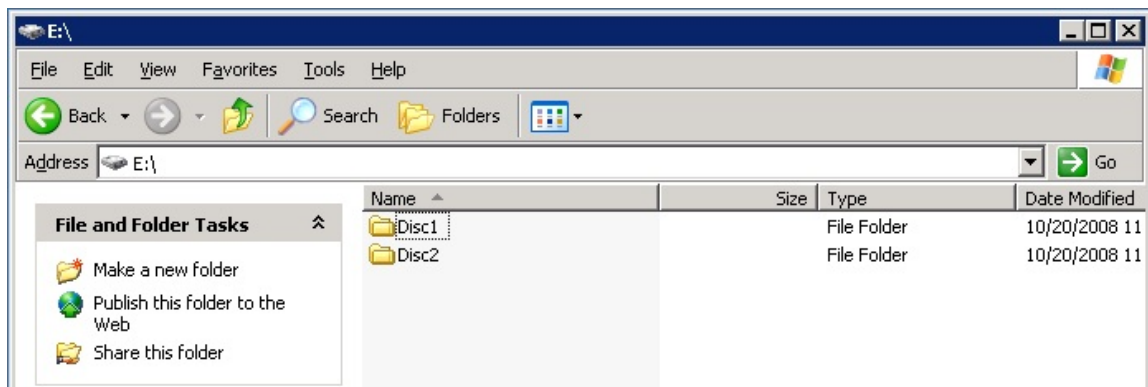 E:\
File Edit View Favorites Tools Help
Back Search Folders
Address E:\ Go
Name Size Type Date Modified
File and Folder Tasks
Disc1 File Folder 10/20/2008 11
Disc2 File Folder 10/20/2008 11
Make a new folder
Publish this folder to the
Web
Share this folder